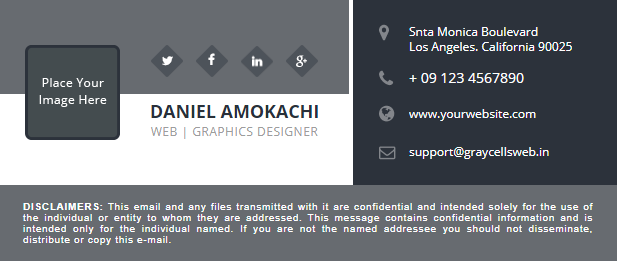 Place Your
Image Here
DANIEL AMOKACHI
WEB | GRAPHICS DESIGNER
Snta Monica Boulevard
Los Angeles. California 90025
+ 09 123 4567890
www.yourwebsite.com
support@graycellsweb.in
DISCLAIMERS: This email and any files transmitted with it are confidential and intended solely for the use of
the individual or entity to whom they are addressed. This message contains confidential information and is
intended only for the individual named. If you are not the named addressee you should not disseminate,
distribute or copy this e-mail.